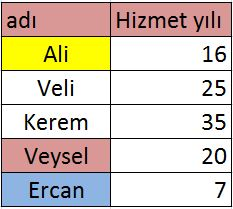 adı Hizmet yılı
Ali 16
Veli 25
Kerem 35
Veysel 20
Ercan 7